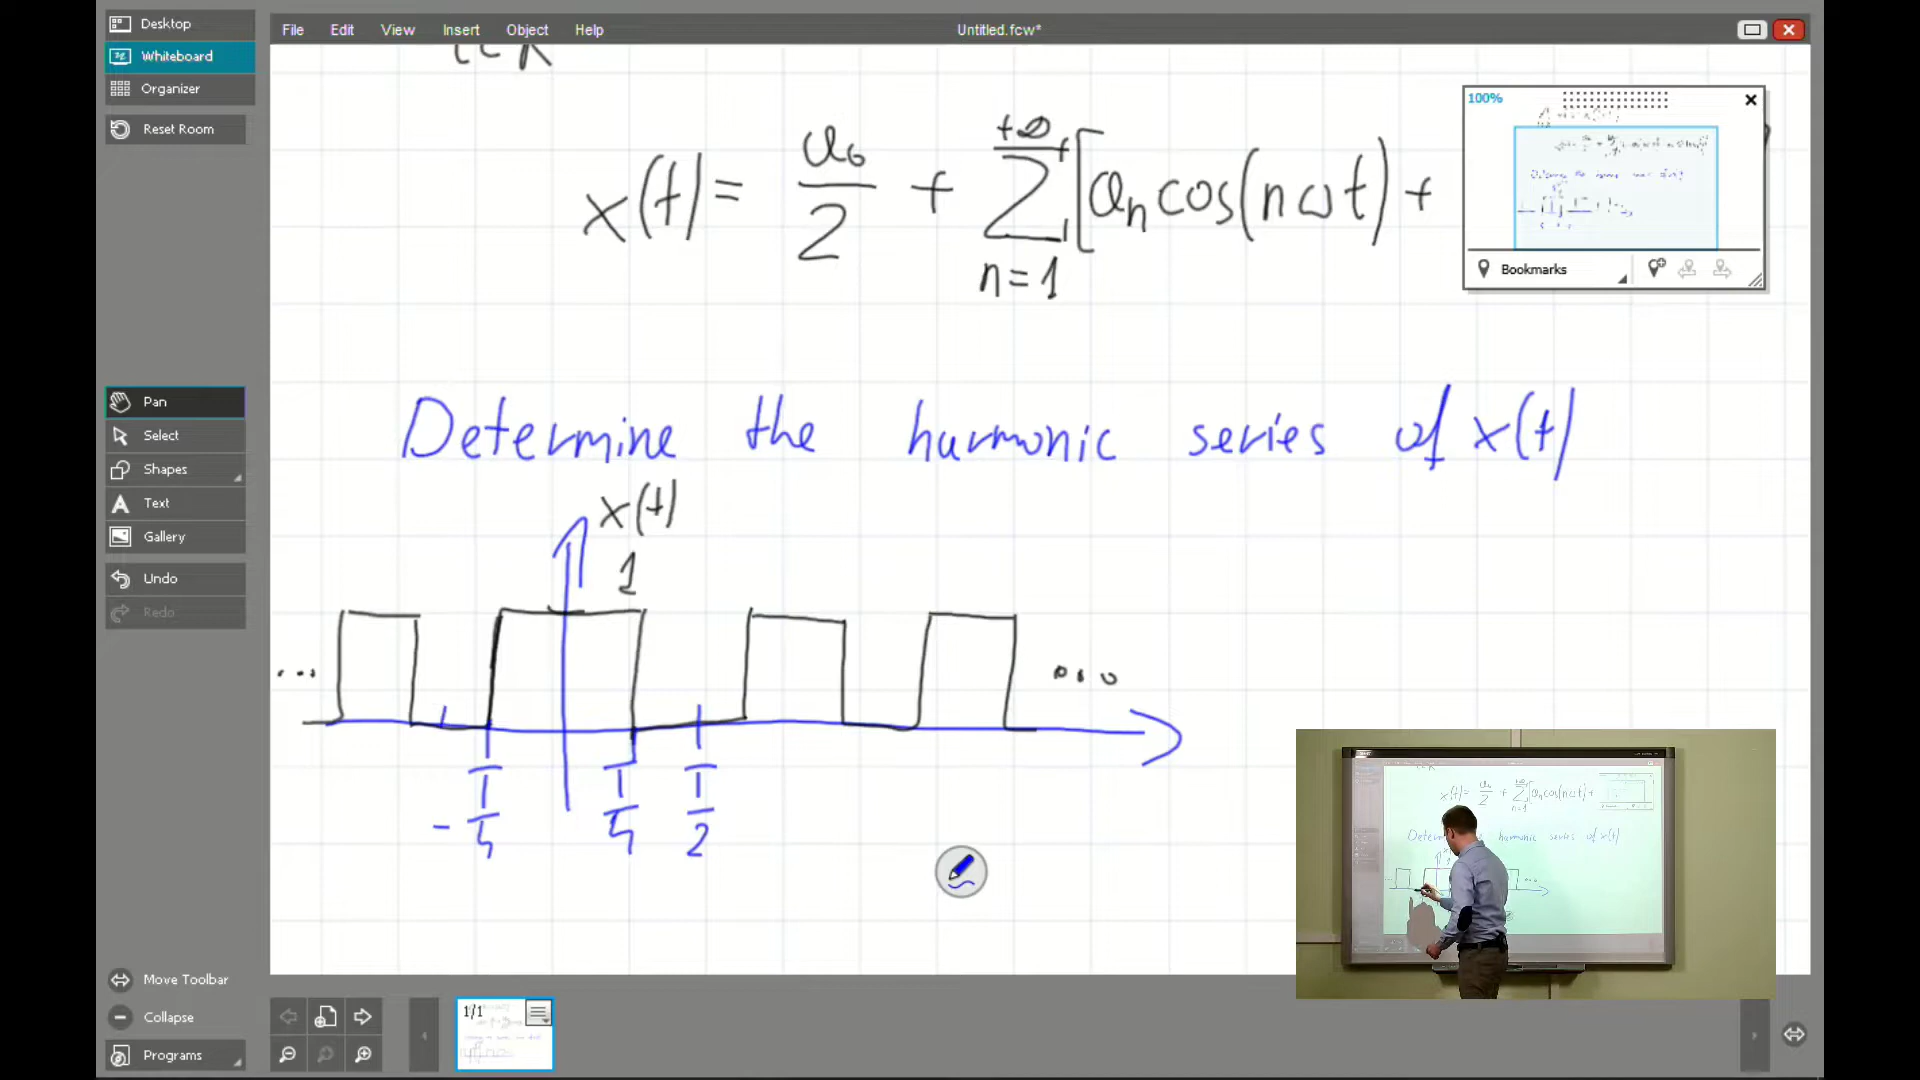 Desktop
Whiteboard
Organizer
Reset Room
File Edit View Insert Object Help
Untitled.fcw*
x(t) = a₀/2 + +∞ Σ n=1 [aₙ cos(nωt) +
100%
Bookmarks
Determine the harmonic series of x(t)
x(t)
1
...
...
-T/4 T/4 T/2
Pan
Select
Shapes
Text
Gallery
Undo
Redo
Move Toolbar
Collapse
Programs
1/1